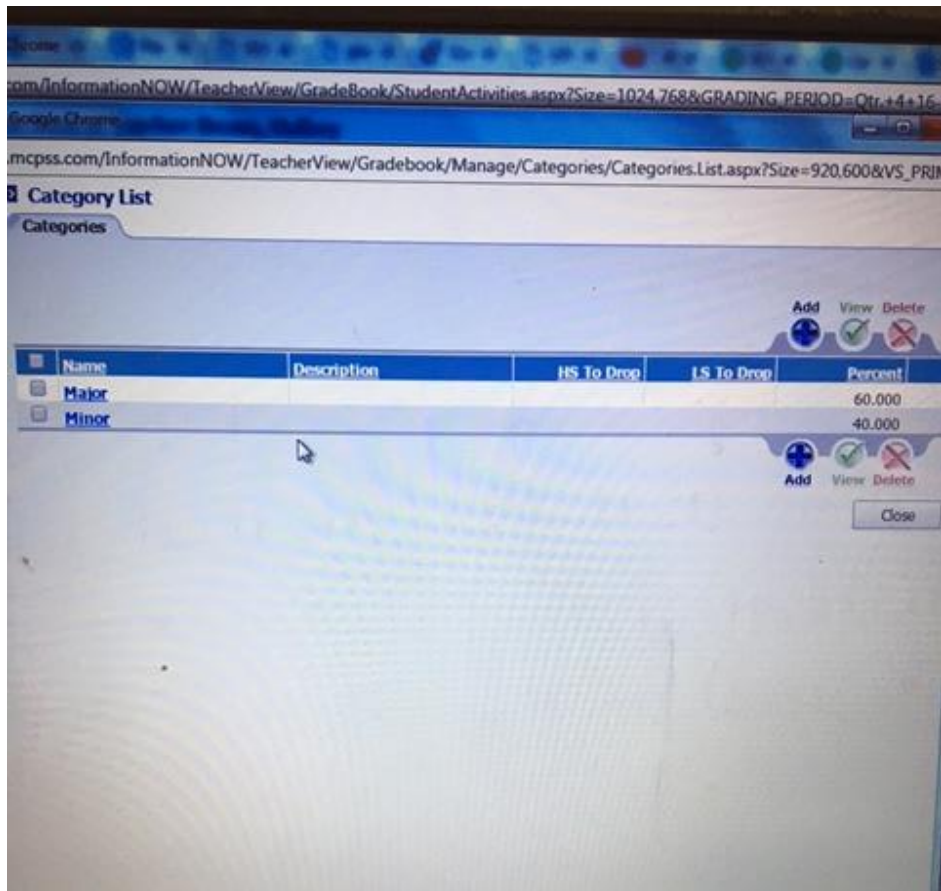 Chrome
com/InformationNOW/TeacherView/GradeBook/StudentActivities.aspx?Size=1024,768&GRADING_PERIOD=Qtr.+4+16-
Google Chrome
.mcpss.com/InformationNOW/TeacherView/Gradebook/Manage/Categories/Categories.List.aspx?Size=920,600&VS_PRIM
Category List
Categories
Add View Delete
Name Description HS To Drop LS To Drop Percent
Major 60.000
Minor 40.000
Add View Delete
Close